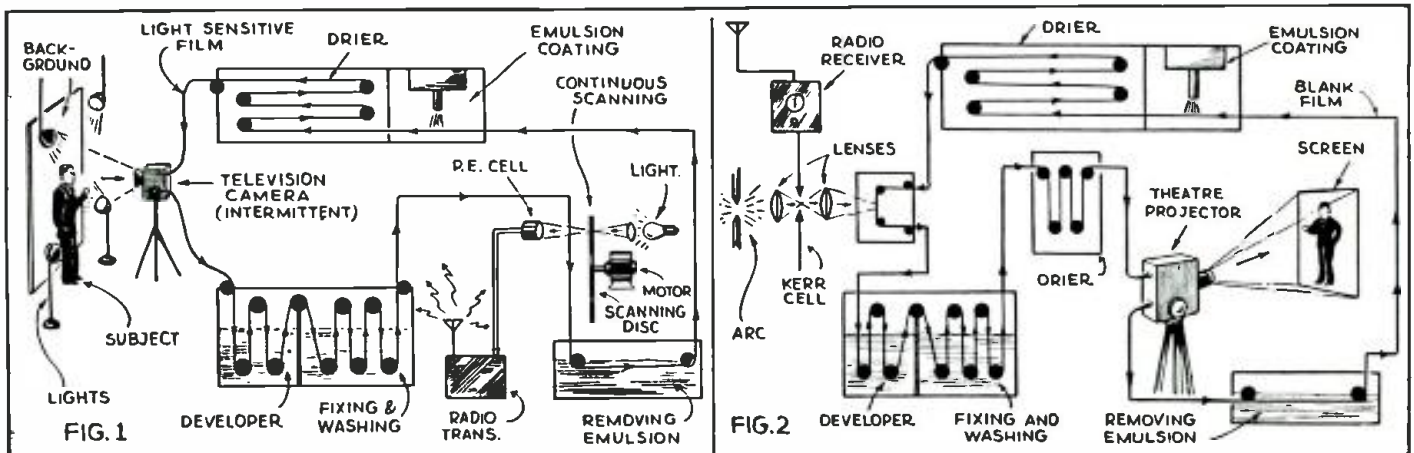 LIGHT SENSITIVE
FILM
BACK-
GROUND
DRIER
EMULSION
COATING
CONTINUOUS
SCANNING
P.E. CELL
LIGHT.
TELEVISION
CAMERA
(INTERMITTENT)
MOTOR
SCANNING
DISC
SUBJECT
LIGHTS
DEVELOPER
FIXING &
WASHING
RADIO
TRANS.
REMOVING
EMULSION
FIG. 1
RADIO
RECEIVER
DRIER
EMULSION
COATING
BLANK
FILM
LENSES
SCREEN
THEATRE
PROJECTOR
KERR
CELL
ORIER
ARC
DEVELOPER
FIXING AND
WASHING
REMOVING
EMULSION
FIG.2